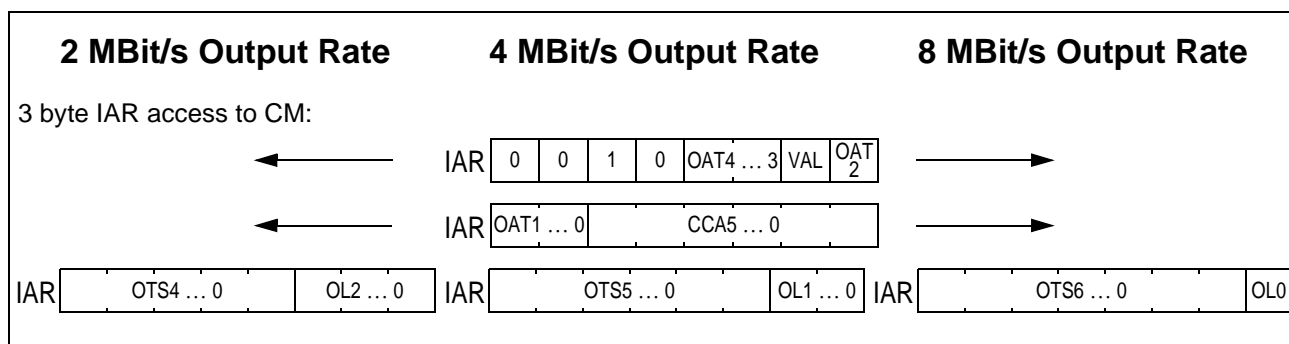 2 MBit/s Output Rate 4 MBit/s Output Rate 8 MBit/s Output Rate
3 byte IAR access to CM:
IAR 0 0 1 0 OAT4 … 3 VAL OAT 2
IAR OAT1 … 0 CCA5 … 0
IAR OTS4 … 0 OL2 … 0 IAR OTS5 … 0 OL1 … 0 IAR OTS6 … 0 OL0